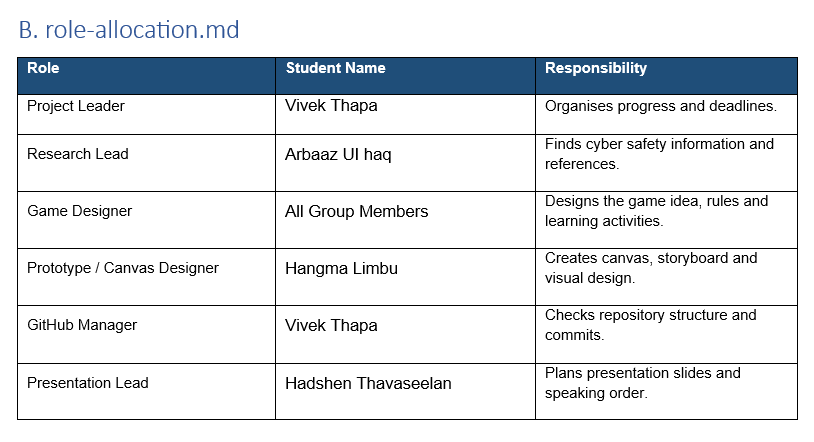 B. role-allocation.md
Role Student Name Responsibility
Project Leader Vivek Thapa Organises progress and deadlines.
Research Lead Arbaaz Ul haq Finds cyber safety information and
references.
Game Designer All Group Members Designs the game idea, rules and
learning activities.
Prototype / Canvas Designer Hangma Limbu Creates canvas, storyboard and
visual design.
GitHub Manager Vivek Thapa Checks repository structure and
commits.
Presentation Lead Hadshen Thavaseelan Plans presentation slides and
speaking order.